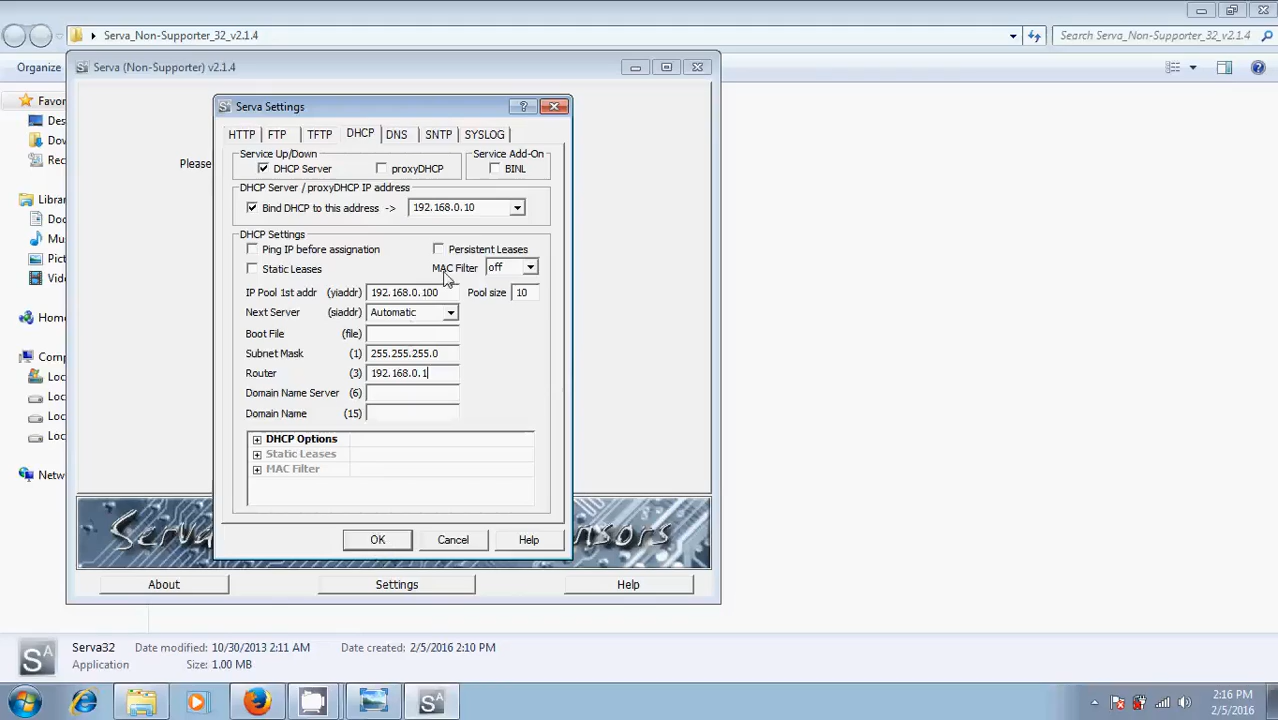 Serva_Non-Supporter_32_v2.1.4
Search Serva_Non-Supporter_32_v2.1.4
Organize
Serva (Non-Supporter) v2.1.4
Favor
Des
Dov
Rec
Librar
Doc
Mus
Pict
Vide
Home
Comp
Loc
Loc
Loc
Loc
Netw
Please
Serva Settings
HTTP FTP TFTP DHCP DNS SNTP SYSLOG
Service Up/Down
Service Add-On
DHCP Server
proxyDHCP
BINL
DHCP Server / proxyDHCP IP address
Bind DHCP to this address ->
192.168.0.10
DHCP Settings
Ping IP before assignation
Persistent Leases
Static Leases
MAC Filter
off
IP Pool 1st addr (yiaddr) 192.168.0.100
Pool size 10
Next Server (siaddr) Automatic
Boot File (file)
Subnet Mask (1) 255.255.255.0
Router (3) 192.168.0.1
Domain Name Server (6)
Domain Name (15)
DHCP Options
Static Leases
MAC Filter
OK
Cancel
Help
About
Settings
Help
Serva32
Date modified: 10/30/2013 2:11 AM
Date created: 2/5/2016 2:10 PM
Application
Size: 1.00 MB
2:16 PM
2/5/2016